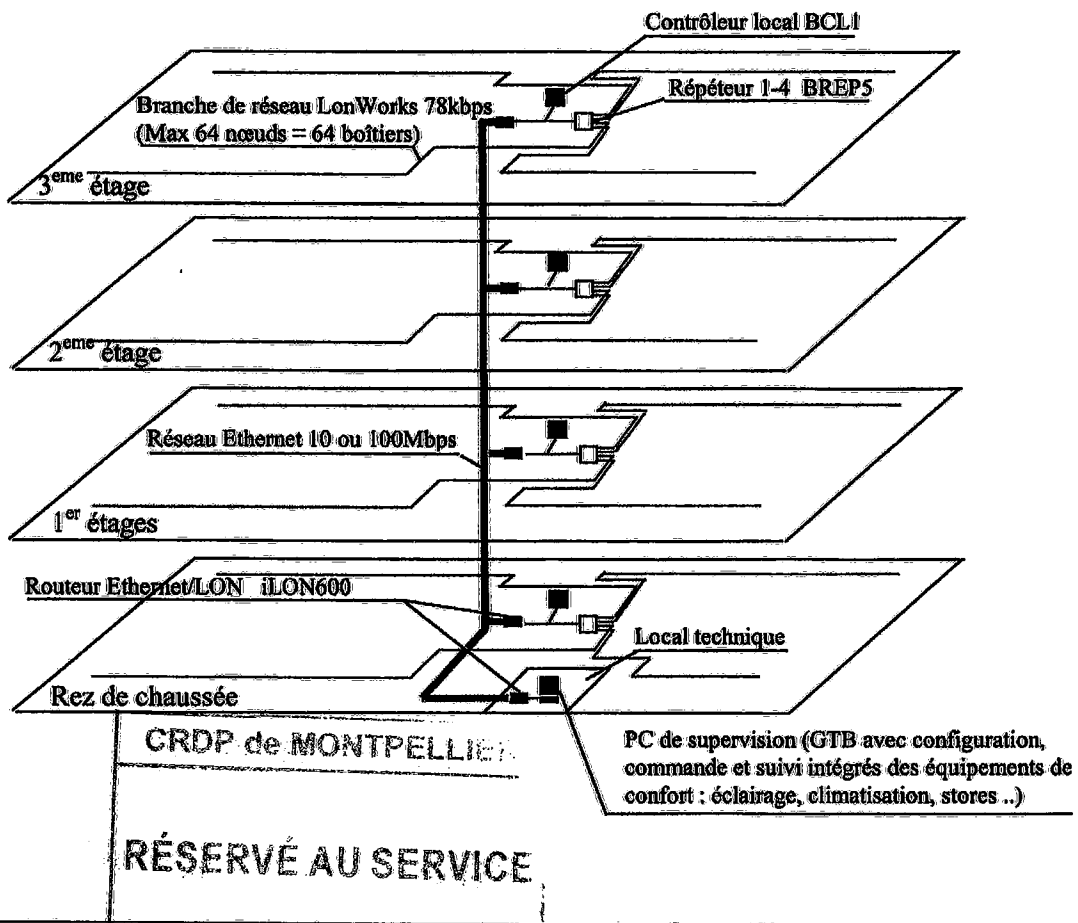 Contrôleur local BCL1
Branche de réseau LonWorks 78kbps
(Max 64 nœuds = 64 boîtiers)
Répéteur 1-4 BREP5
3eme étage
2eme étage
Réseau Ethernet 10 ou 100Mbps
1er étages
Routeur Ethernet/LON iLON600
Local technique
Rez de chaussée
PC de supervision (GTB avec configuration,
commande et suivi intégrés des équipements de
confort : éclairage, climatisation, stores ..)
CRDP de MONTPELLIER
RÉSERVÉ AU SERVICE